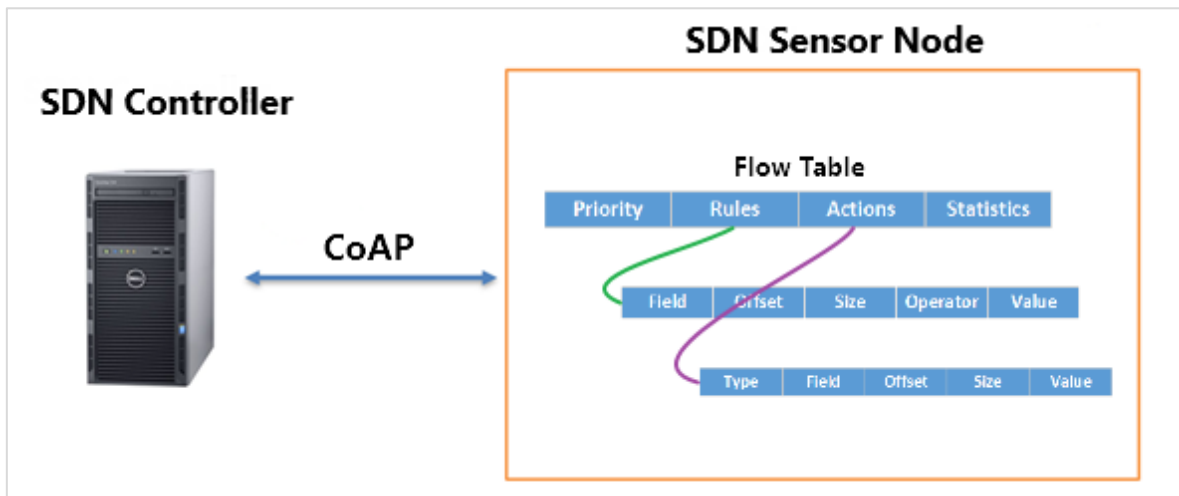 SDN Sensor Node
SDN Controller
Flow Table
Priority Rules Actions Statistics
CoAP
Field Offset Size Operator Value
Type Field Offset Size Value